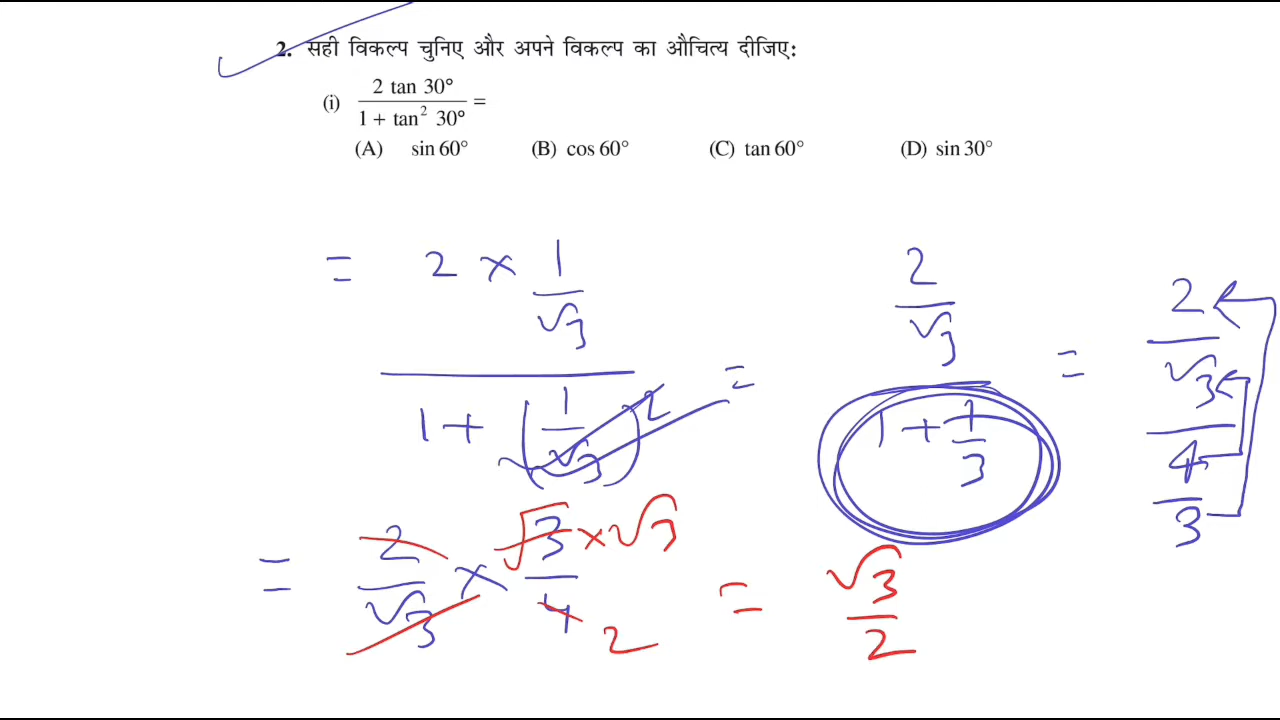 2. सही विकल्प चुनिए और अपने विकल्प का औचित्य दीजिए:
(i) 2 tan 30° / 1 + tan² 30° =
(A) sin 60° (B) cos 60° (C) tan 60° (D) sin 30°
= 2 × 1/√3 / 1 + (1/√3)² = 2/√3 / 1 + 1/3 = 2/√3 / 4/3
= 2/√3 × √3 × √3 / 4 2 = √3/2